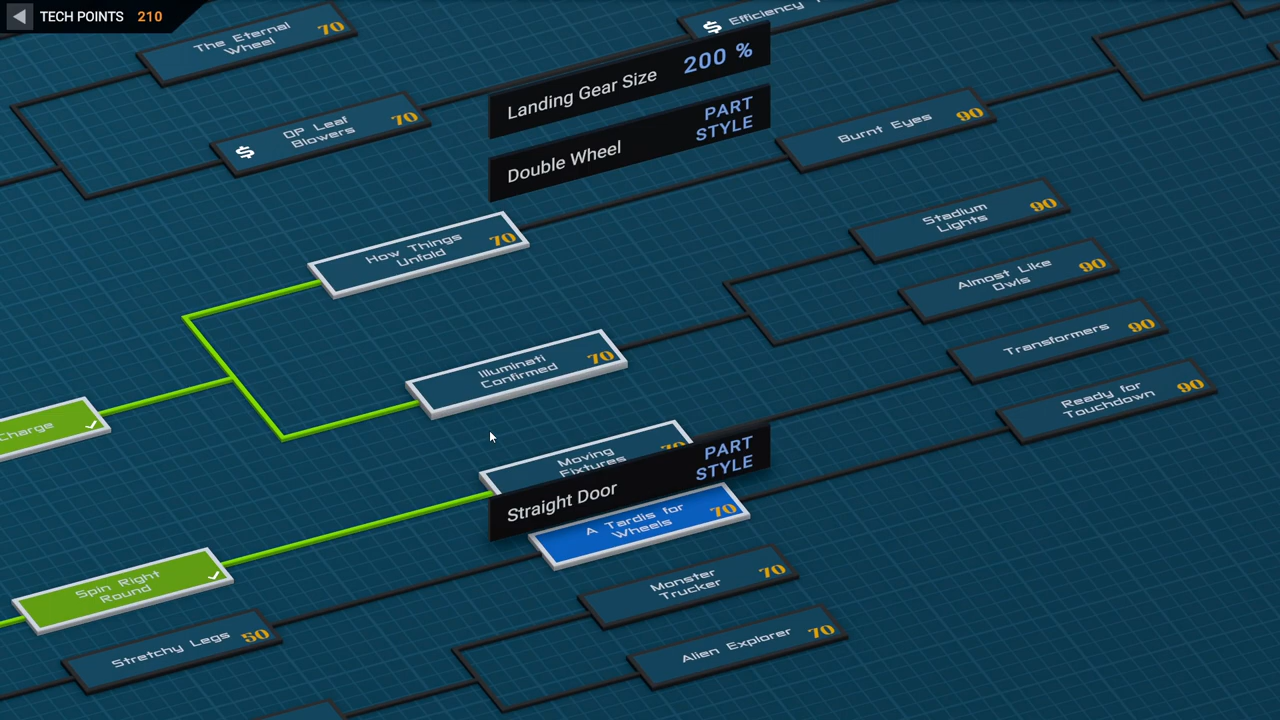 TECH POINTS 210
The Eternal
Wheel
70
$ Efficiency
Landing Gear Size 200 %
OP Leaf
Blowers
$ 70
Double Wheel PART
STYLE
Burnt Eyes 90
How Things
Unfold
70
Stadium
Lights
90
Almost Like
Owls
90
Illuminati
Confirmed
70
Transformers 90
Ready for
Touchdown
90
Charge
Moving
Fixtures
70
Straight Door PART
STYLE
A Tardis for
Wheels
70
Spin Right
Round
Monster
Trucker
70
Stretchy Legs 50
Alien Explorer 70